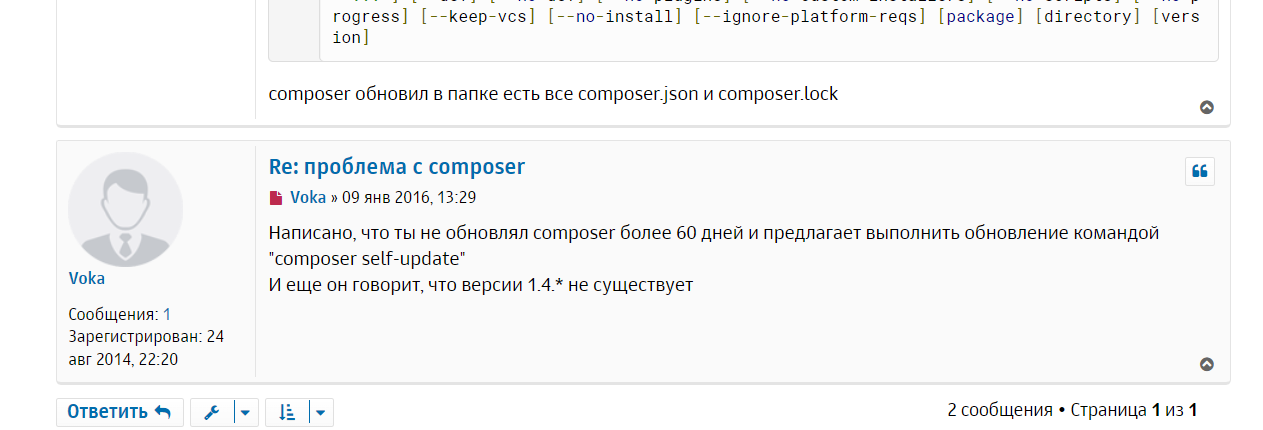 rogress] [--keep-vcs] [--no-install] [--ignore-platform-reqs] [package] [directory] [vers
ion]
composer обновил в папке есть все composer.json и composer.lock
Re: проблема с composer
Voka » 09 янв 2016, 13:29
Написано, что ты не обновлял composer более 60 дней и предлагает выполнить обновление командой
"composer self-update"
И еще он говорит, что версии 1.4.* не существует
Voka
Сообщения: 1
Зарегистрирован: 24
авг 2014, 22:20
Ответить
2 сообщения • Страница 1 из 1